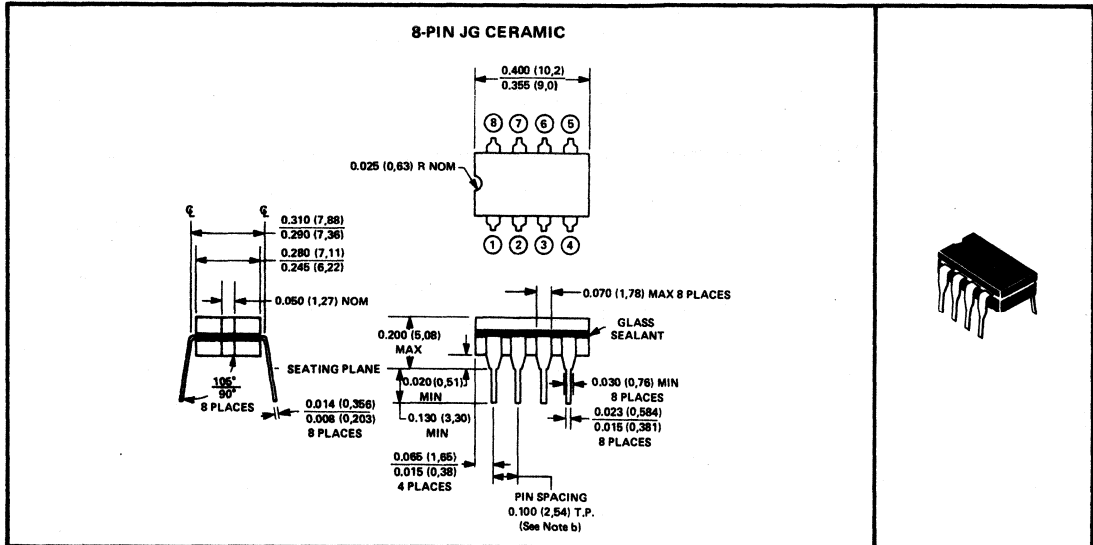 8-PIN JG CERAMIC
0.400 (10,2)
0.355 (9,0)
8 7 6 5
0.025 (0,63) R NOM
1 2 3 4
℄ ℄
0.310 (7,88)
0.290 (7,36)
0.280 (7,11)
0.245 (6,22)
0.050 (1,27) NOM
0.070 (1,78) MAX 8 PLACES
0.200 (5,08)
MAX
GLASS
SEALANT
SEATING PLANE
105°
90°
8 PLACES
0.020 (0,51)
MIN
0.030 (0,76) MIN
8 PLACES
0.014 (0,356)
0.008 (0,203)
8 PLACES
0.130 (3,30)
MIN
0.023 (0,584)
0.015 (0,381)
8 PLACES
0.065 (1,65)
0.015 (0,38)
4 PLACES
PIN SPACING
0.100 (2,54) T.P.
(See Note b)